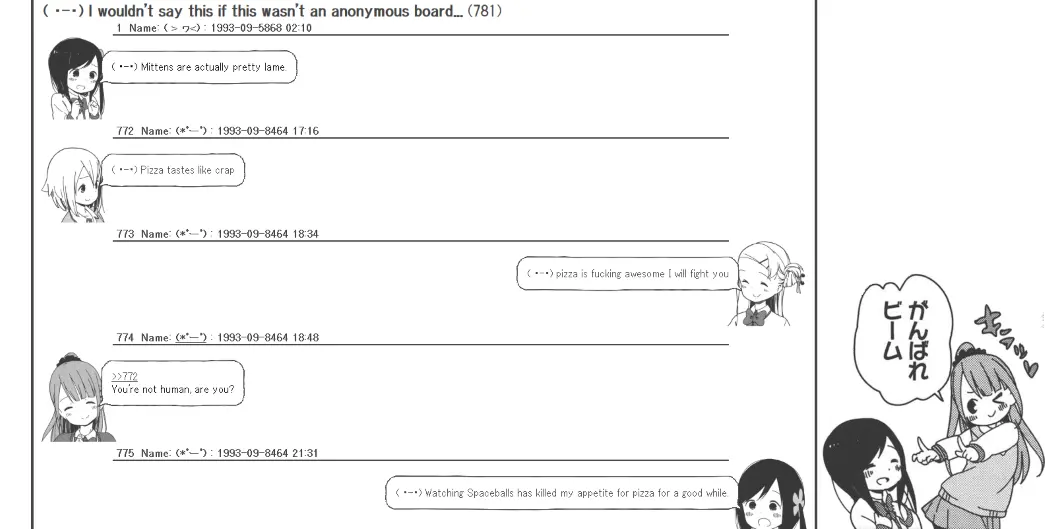 ( ･-･) I wouldn't say this if this wasn't an anonymous board... (781)
1 Name: ( > ヮ<) : 1993-09-5868 02:10
( ･-･) Mittens are actually pretty lame.
772 Name: (*ﾟーﾟ) : 1993-09-8464 17:16
( ･-･) Pizza tastes like crap
773 Name: (*ﾟーﾟ) : 1993-09-8464 18:34
( ･-･) pizza is fucking awesome I will fight you
774 Name: (*ﾟーﾟ) : 1993-09-8464 18:48
>>772
You're not human, are you?
775 Name: (*ﾟーﾟ) : 1993-09-8464 21:31
( ･-･) Watching Spaceballs has killed my appetite for pizza for a good while.
がんばれ
ビーム